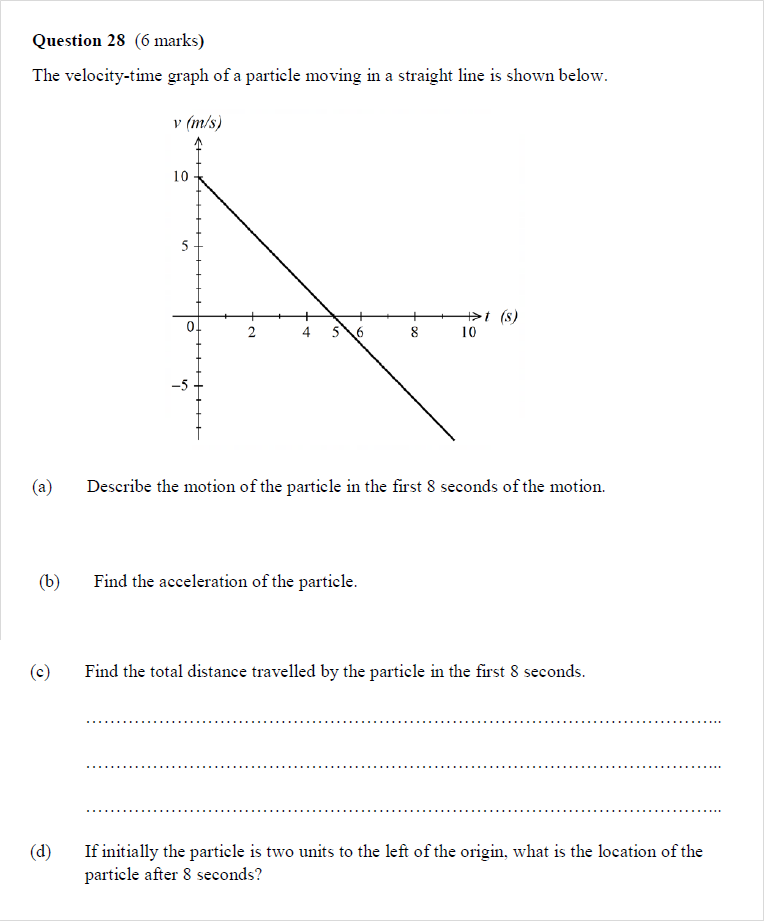 Question 28 (6 marks)
The velocity-time graph of a particle moving in a straight line is shown below.
v (m/s)
10
5
0
2 4 5 6 8 10
t (s)
–5
(a) Describe the motion of the particle in the first 8 seconds of the motion.
(b) Find the acceleration of the particle.
(c) Find the total distance travelled by the particle in the first 8 seconds.
(d) If initially the particle is two units to the left of the origin, what is the location of the
particle after 8 seconds?